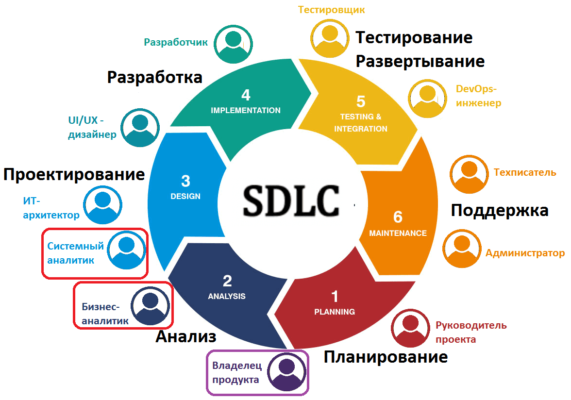 Тестировщик
Разработчик
Тестирование
Развертывание
Разработка
4
IMPLEMENTATION
5
TESTING &
INTEGRATION
DevOps-
инженер
UI/UX -
дизайнер
Проектирование
3
DESIGN
SDLC
Техписатель
ИТ-
архитектор
Поддержка
6
MAINTENANCE
Системный
аналитик
Администратор
2
ANALYSIS
1
PLANNING
Бизнес-
аналитик
Анализ
Руководитель
проекта
Планирование
Владелец
продукта